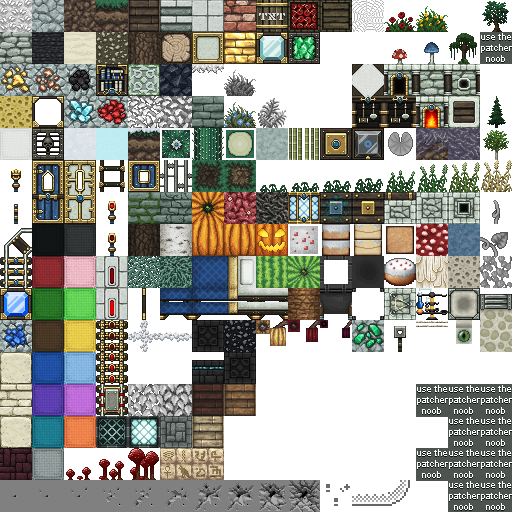 TXT
use the
patcher
noob
use the use the use the
patcher patcher patcher
noob noob noob
use the use the
patcher patcher
noob noob
use the use the use the
patcher patcher patcher
noob noob noob
use the use the
patcher patcher
noob noob